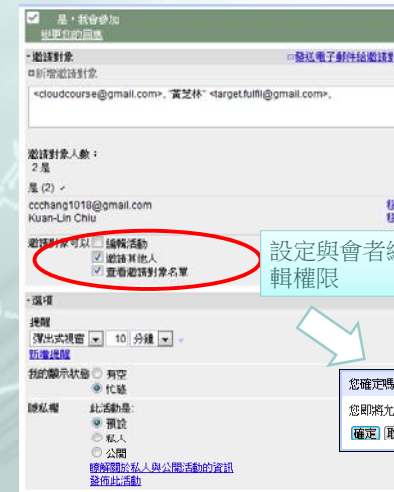 是，我會參加
變更您的回應
邀請對象
發送電子郵件給邀請對
新增邀請對象
<cloudcourse@gmail.com>, "黃芝林" <target.fulfil@gmail.com>,
邀請對象人數：
2 是
是 (2)
ccchang1018@gmail.com
Kuan-Lin Chiu
邀請對象可以 編輯活動
邀請其他人
查看邀請對象名單
設定與會者
輯權限
選項
提醒
彈出式視窗 10 分鐘
新增提醒
我的顯示狀態 有空
忙碌
隱私權 此活動是:
預設
私人
公開
瞭解關於私人與公開活動的資訊
發佈此活動
您確定嗎
您即將允
確定 取